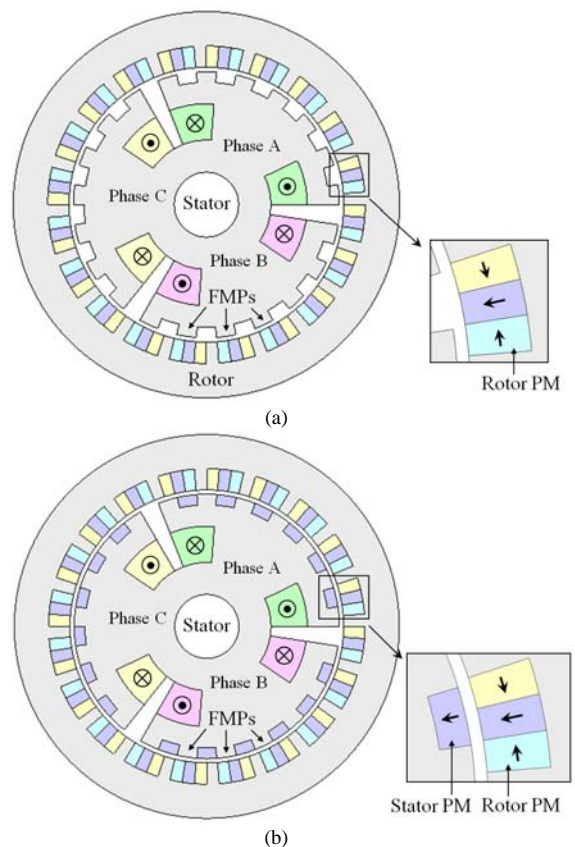 Phase A
Phase C
Stator
Phase B
FMPs
Rotor
Rotor PM
(a)
Phase A
Phase C
Stator
Phase B
FMPs
Stator PM Rotor PM
(b)